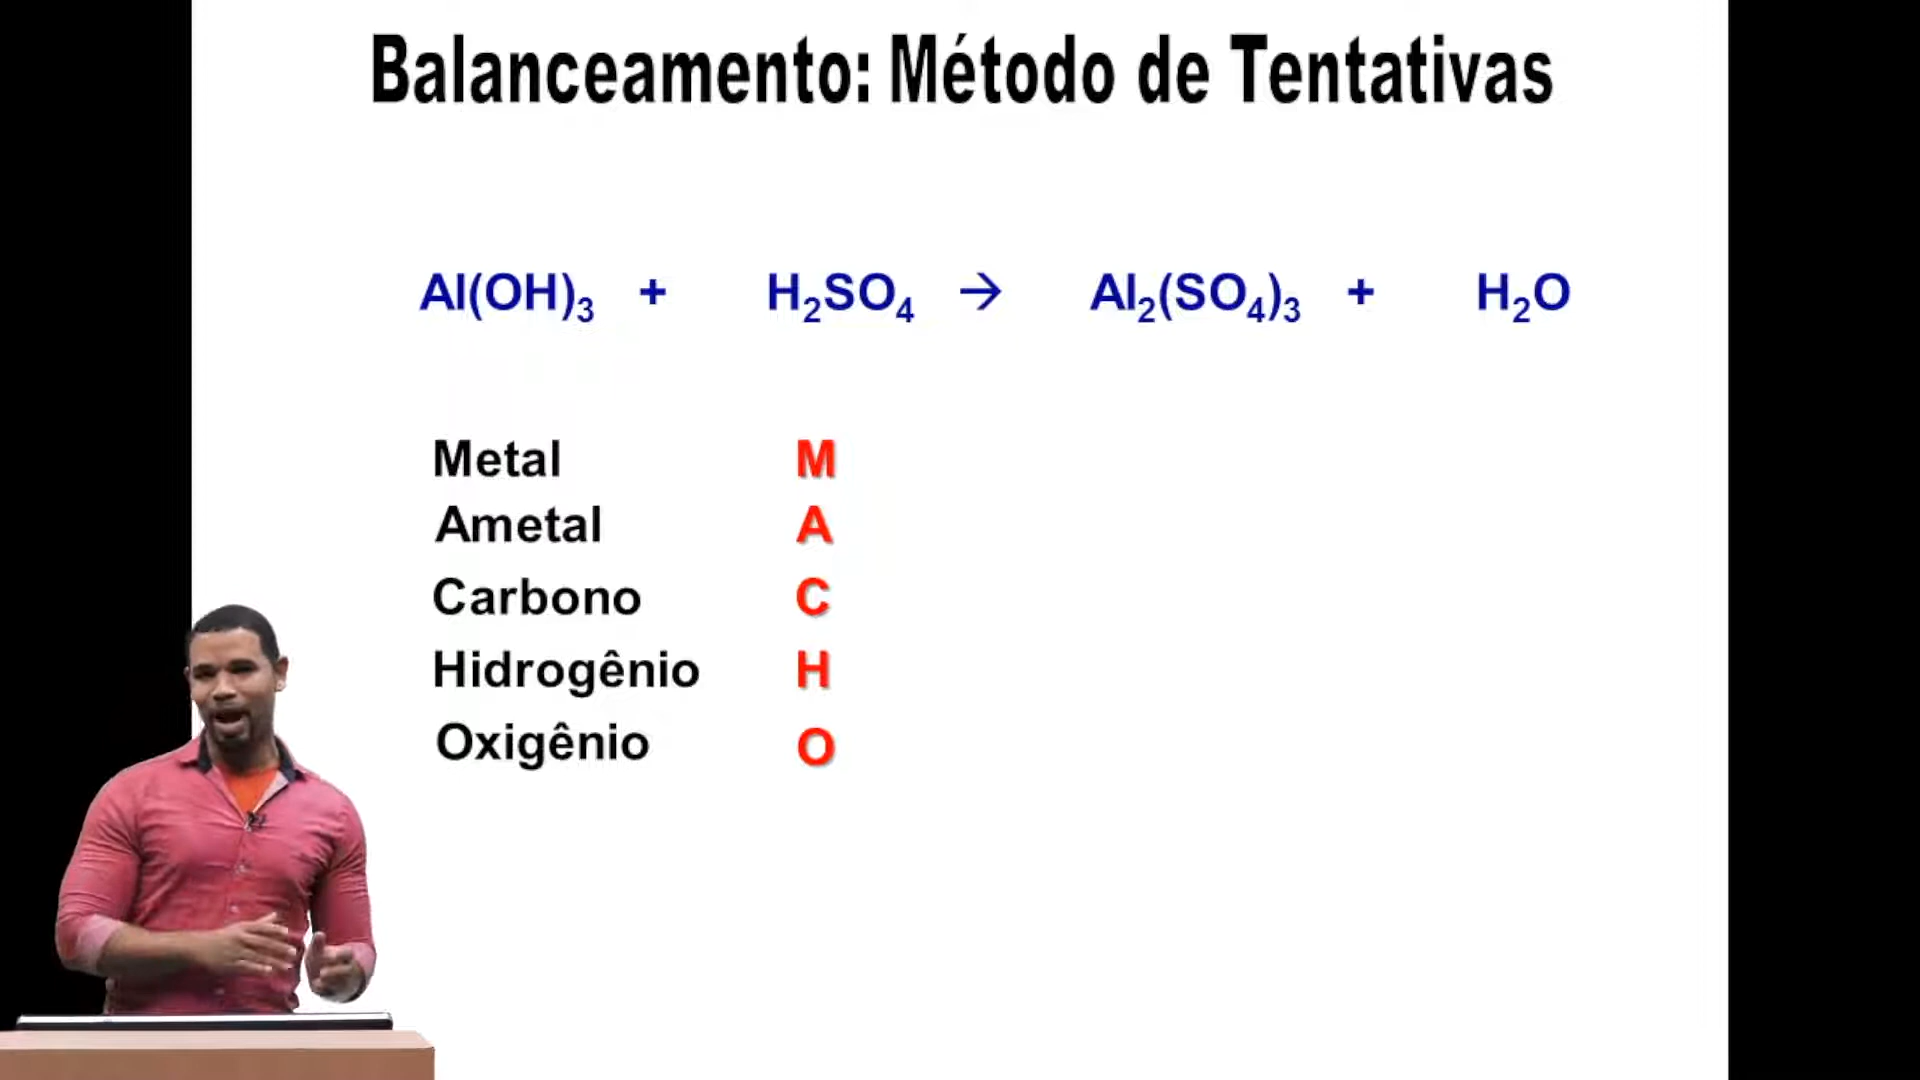 Balanceamento: Método de Tentativas
Al(OH)₃ + H₂SO₄ → Al₂(SO₄)₃ + H₂O
Metal M
Ametal A
Carbono C
Hidrogênio H
Oxigênio O